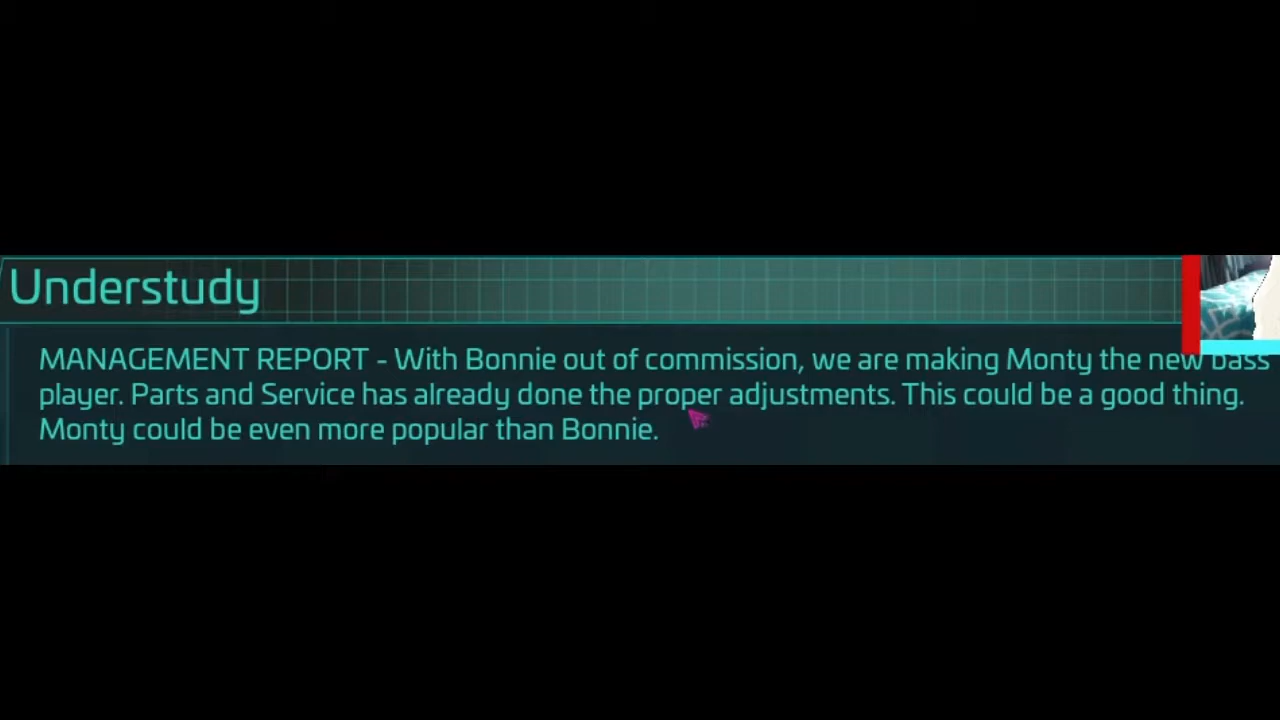 Understudy
MANAGEMENT REPORT - With Bonnie out of commission, we are making Monty the new bass
player. Parts and Service has already done the proper adjustments. This could be a good thing.
Monty could be even more popular than Bonnie.